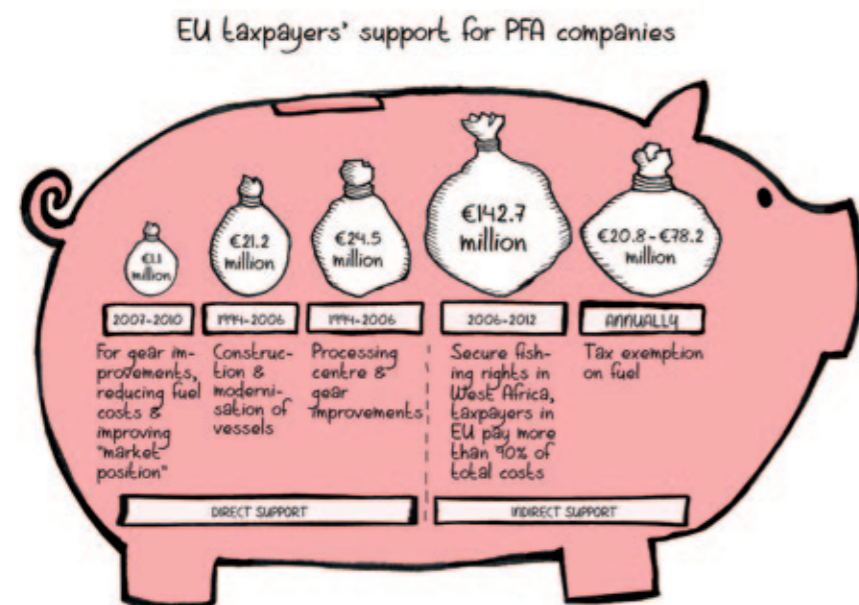 EU taxpayers' support for PFA companies
€1.1
million
€21.2
million
€24.5
million
€142.7
million
€20.8-€78.2
million
2007-2010
1994-2006
1994-2006
2006-2012
ANNUALLY
For gear im-
provements,
reducing fuel
costs &
improving
"market
position"
Construc-
tion &
moderni-
sation of
vessels
Processing
centre &
gear
improvements
Secure fish-
ing rights in
West Africa,
taxpayers in
EU pay more
than 90% of
total costs
Tax exemption
on fuel
DIRECT SUPPORT
INDIRECT SUPPORT